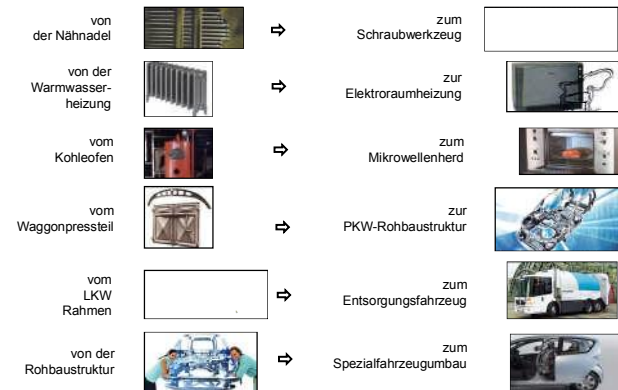 von
der Nähnadel
⇨
zum
Schraubwerkzeug
von der
Warmwasser-
heizung
⇨
zur
Elektroraumheizung
vom
Kohleofen
⇨
zum
Mikrowellenherd
vom
Waggonpressteil
⇨
zur
PKW-Rohbaustruktur
vom
LKW
Rahmen
⇨
zum
Entsorgungsfahrzeug
von der
Rohbaustruktur
⇨
zum
Spezialfahrzeugumbau